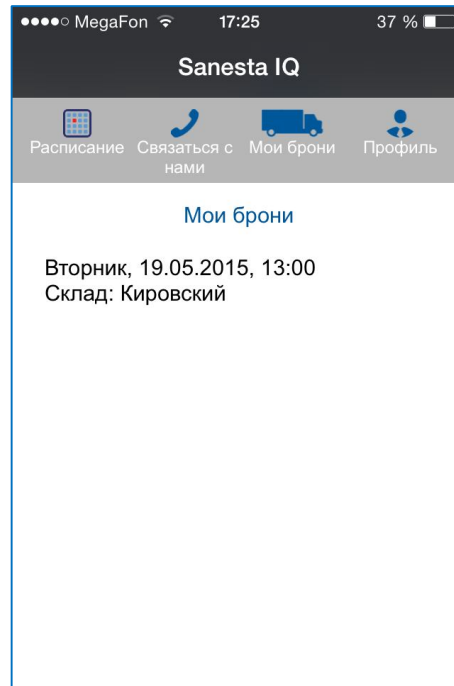 MegaFon 17:25 37 %
Sanesta IQ
Расписание Связаться с нами Мои брони Профиль
Мои брони
Вторник, 19.05.2015, 13:00
Склад: Кировский